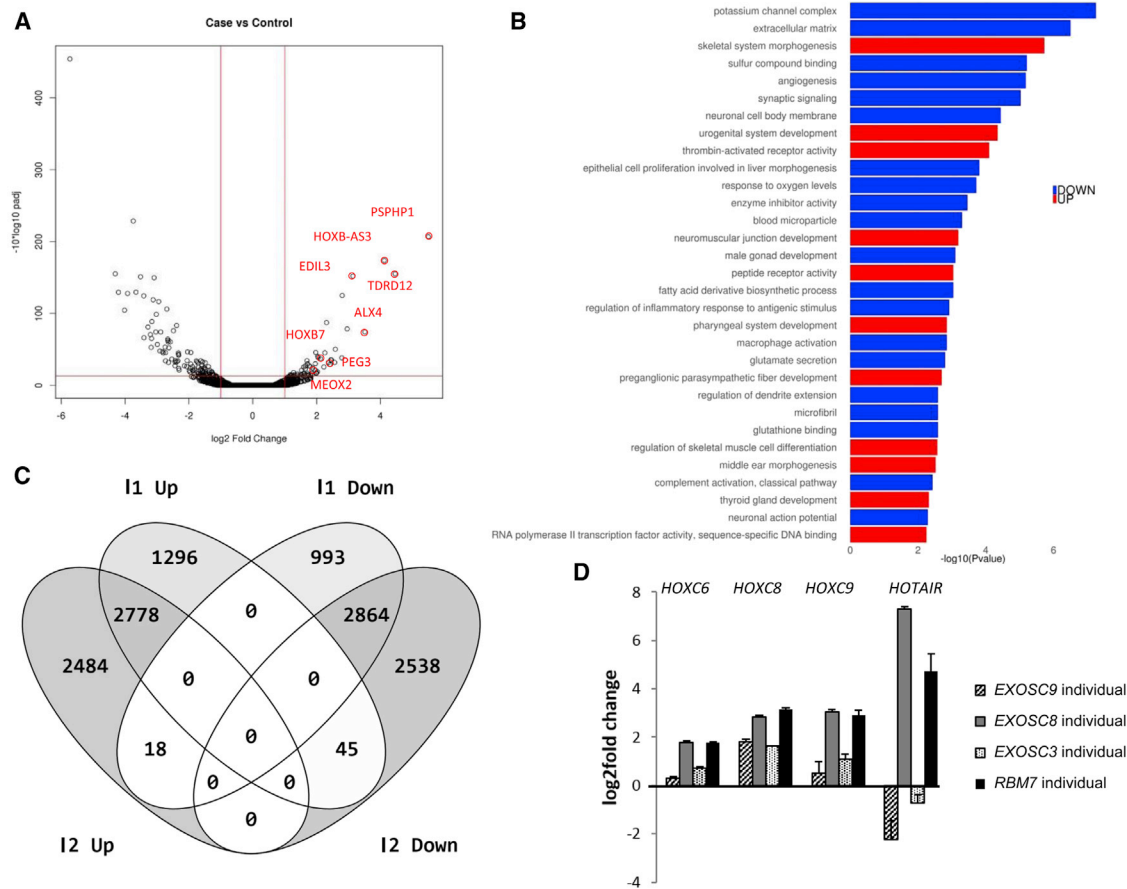 A
Case vs Control
-10*log10 padj
400
300
200
100
0
PSPHP1
HOXB-AS3
EDIL3
TDRD12
ALX4
HOXB7
PEG3
MEOX2
-6 -4 -2 0 2 4
log2 Fold Change
B
potassium channel complex
extracellular matrix
skeletal system morphogenesis
sulfur compound binding
angiogenesis
synaptic signaling
neuronal cell body membrane
urogenital system development
thrombin-activated receptor activity
epithelial cell proliferation involved in liver morphogenesis
response to oxygen levels
enzyme inhibitor activity
blood microparticle
neuromuscular junction development
male gonad development
peptide receptor activity
fatty acid derivative biosynthetic process
regulation of inflammatory response to antigenic stimulus
pharyngeal system development
macrophage activation
glutamate secretion
preganglionic parasympathetic fiber development
regulation of dendrite extension
microfibril
glutathione binding
regulation of skeletal muscle cell differentiation
middle ear morphogenesis
complement activation, classical pathway
thyroid gland development
neuronal action potential
RNA polymerase II transcription factor activity, sequence-specific DNA binding
0 2 4 6
-log10(Pvalue)
DOWN
UP
C
I1 Up
I1 Down
1296
993
2778
0
2864
2484
0
0
2538
18
0
45
0
0
0
I2 Up
I2 Down
D
HOXC6 HOXC8 HOXC9 HOTAIR
log2fold change
8
6
4
2
0
-2
-4
EXOSC9 individual
EXOSC8 individual
EXOSC3 individual
RBM7 individual